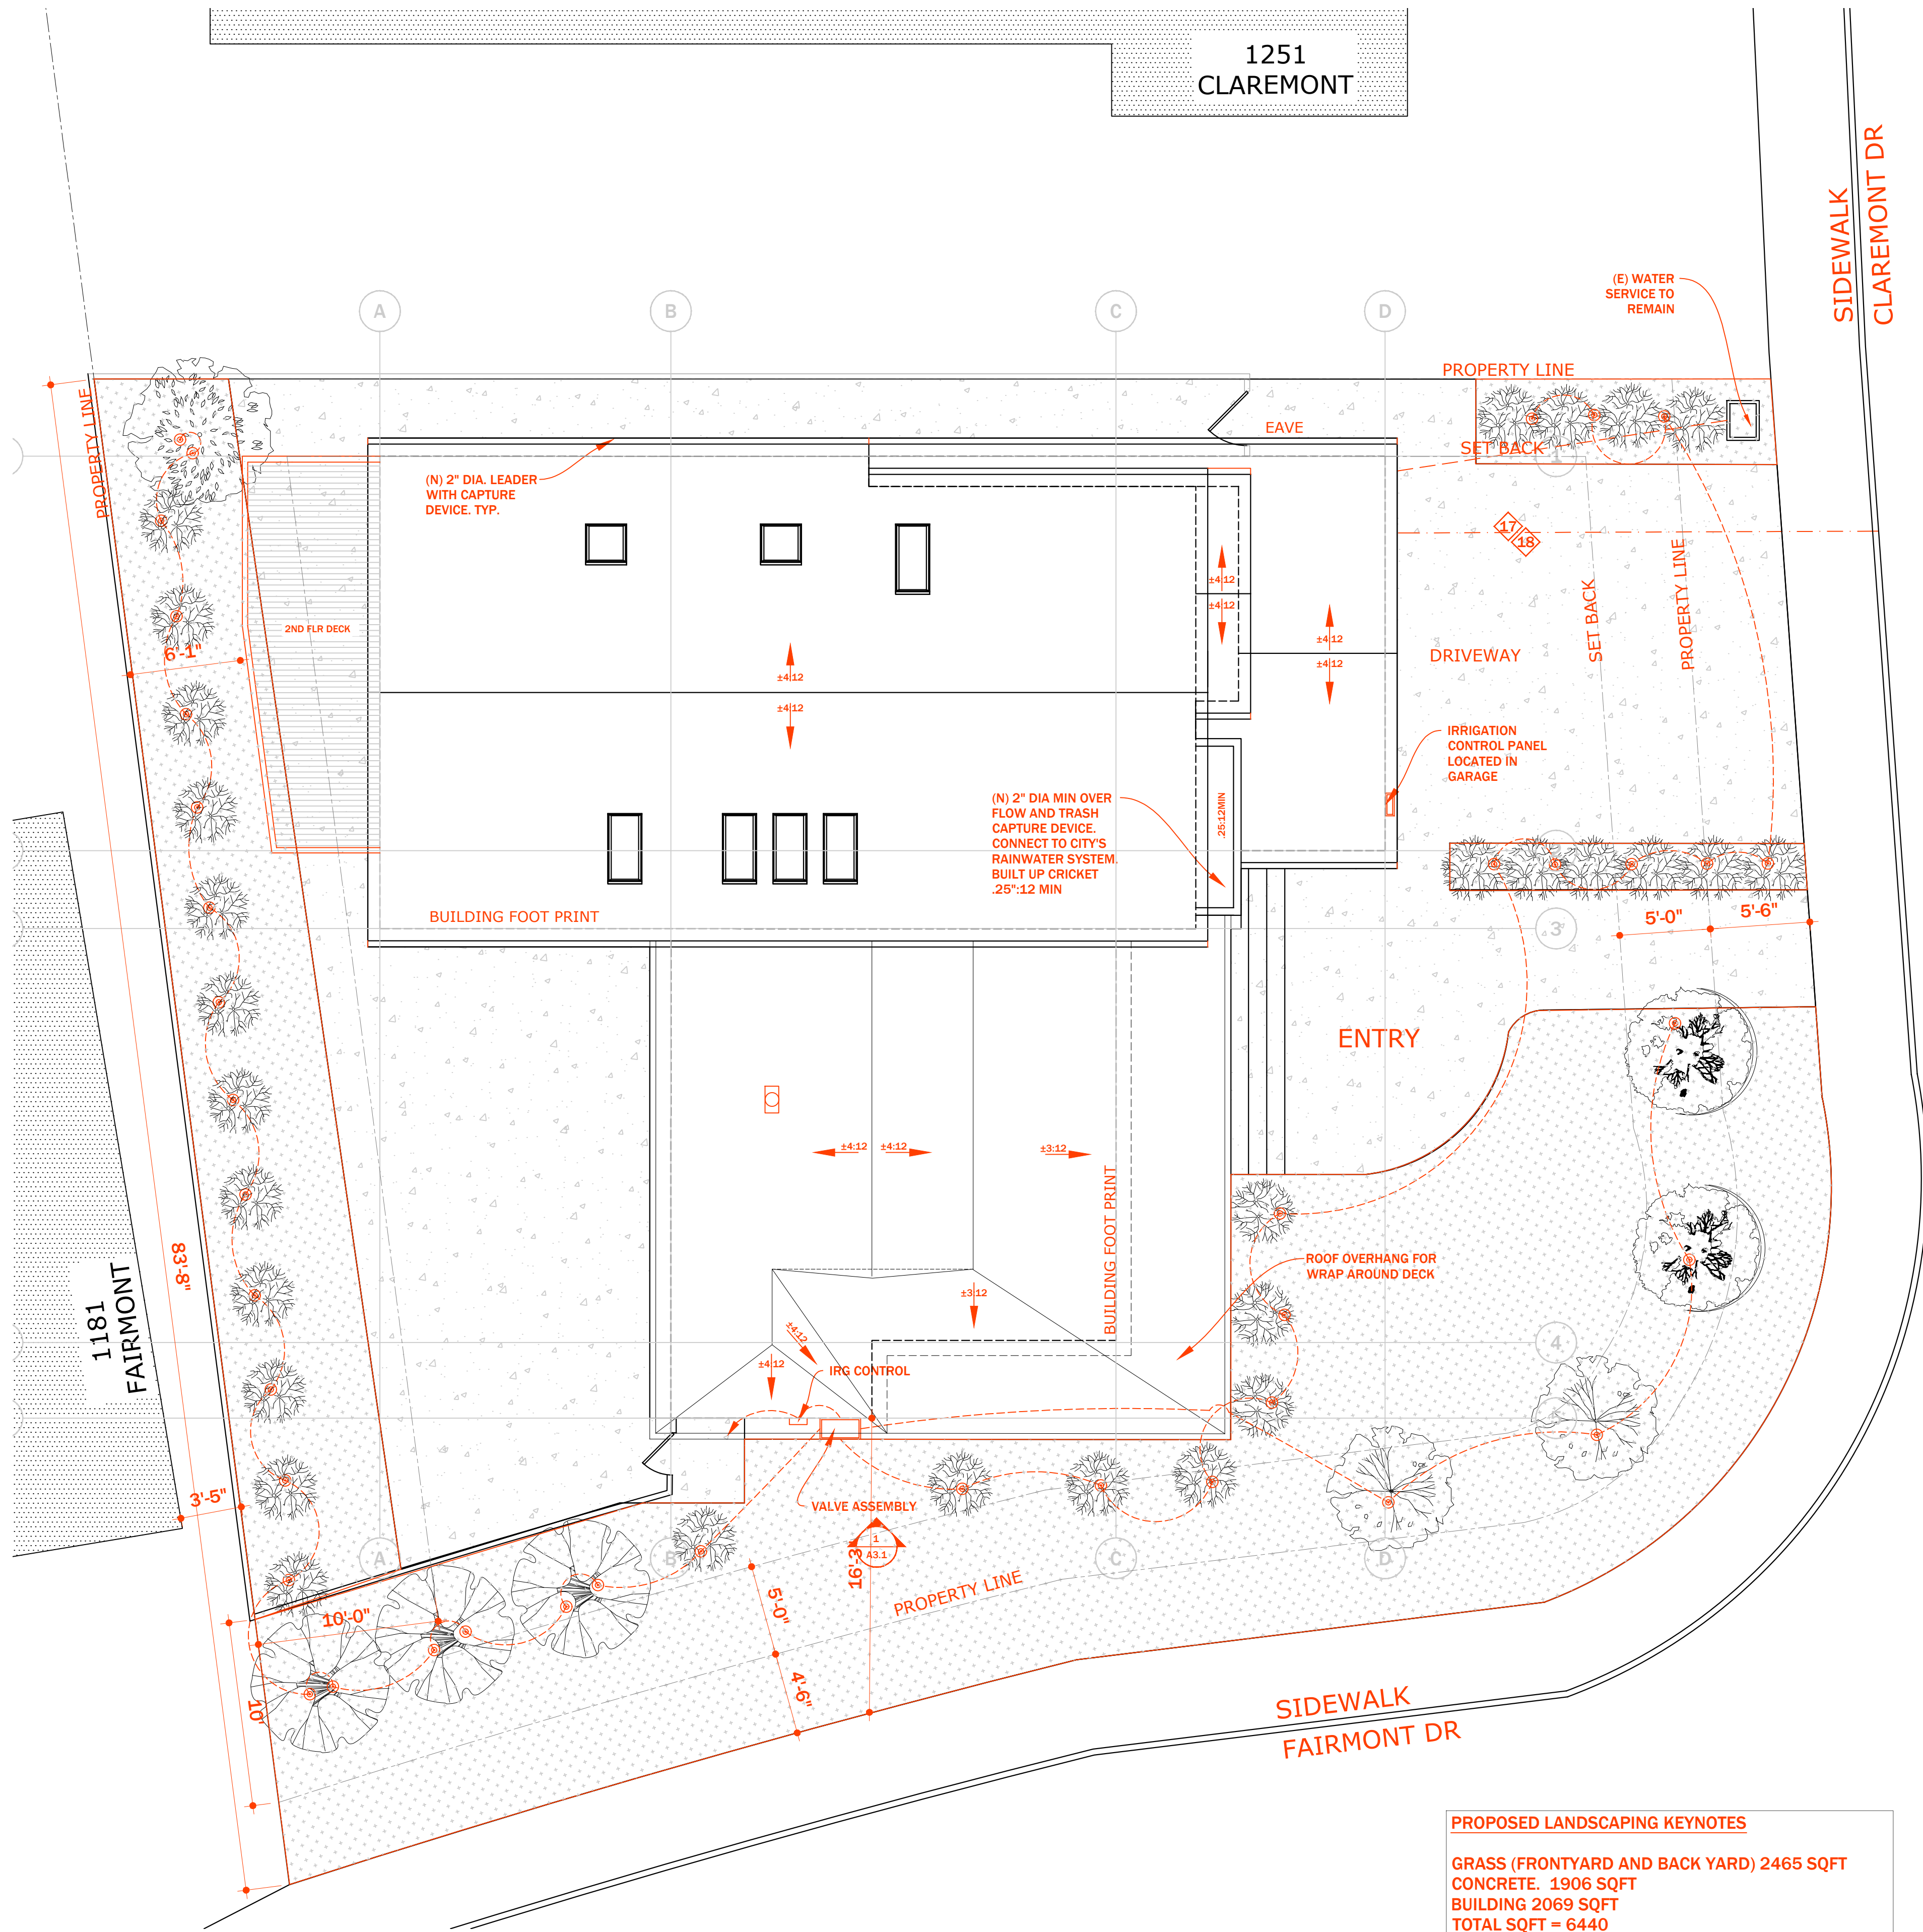 1251
CLAREMONT
SIDEWALK
CLAREMONT DR
(E) WATER
SERVICE TO
REMAIN
A
B
C
D
PROPERTY LINE
PROPERTY LINE
EAVE
SET BACK
1
(N) 2" DIA. LEADER
WITH CAPTURE
DEVICE. TYP.
17
18
±4:12
±4:12
2ND FLR DECK
6'-1"
±4:12
±4:12
±4:12
±4:12
DRIVEWAY
SET BACK
PROPERTY LINE
IRRIGATION
CONTROL PANEL
LOCATED IN
GARAGE
(N) 2" DIA MIN OVER
FLOW AND TRASH
CAPTURE DEVICE.
CONNECT TO CITY'S
RAINWATER SYSTEM.
BUILT UP CRICKET
.25":12 MIN
.25:12MIN
2
BUILDING FOOT PRINT
5'-0"
5'-6"
3
ENTRY
±4:12
±4:12
±3:12
BUILDING FOOT PRINT
83'-8"
1181
FAIRMONT
ROOF OVERHANG FOR
WRAP AROUND DECK
±3:12
±4:12
±4:12
IRG CONTROL
4
5
3'-5"
VALVE ASSEMBLY
1
A3.1
16'-3"
A
B
C
D
5'-0"
PROPERTY LINE
10'-0"
4'-6"
10'
SIDEWALK
FAIRMONT DR
PROPOSED LANDSCAPING KEYNOTES
GRASS (FRONTYARD AND BACK YARD) 2465 SQFT
CONCRETE. 1906 SQFT
BUILDING 2069 SQFT
TOTAL SQFT = 6440